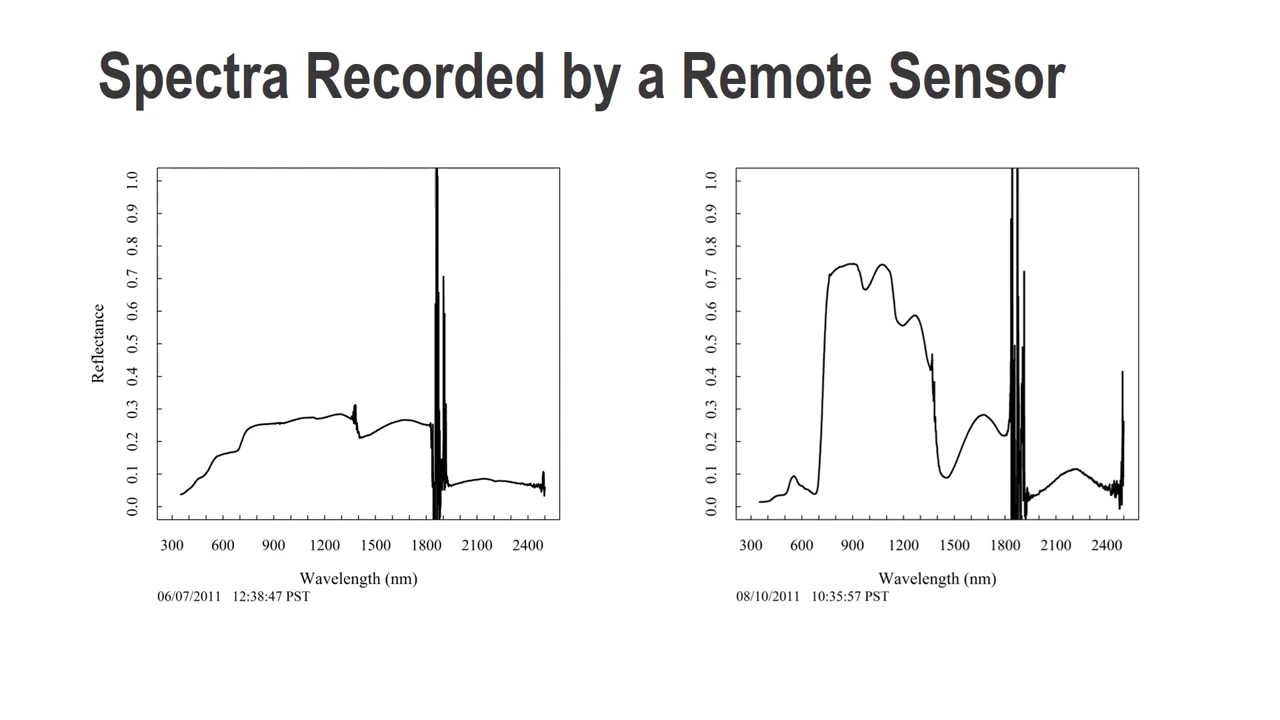 Spectra Recorded by a Remote Sensor
Reflectance
1.0
0.9
0.8
0.7
0.6
0.5
0.4
0.3
0.2
0.1
0.0
300 600 900 1200 1500 1800 2100 2400
Wavelength (nm)
06/07/2011 12:38:47 PST
1.0
0.9
0.8
0.7
0.6
0.5
0.4
0.3
0.2
0.1
0.0
300 600 900 1200 1500 1800 2100 2400
Wavelength (nm)
08/10/2011 10:35:57 PST